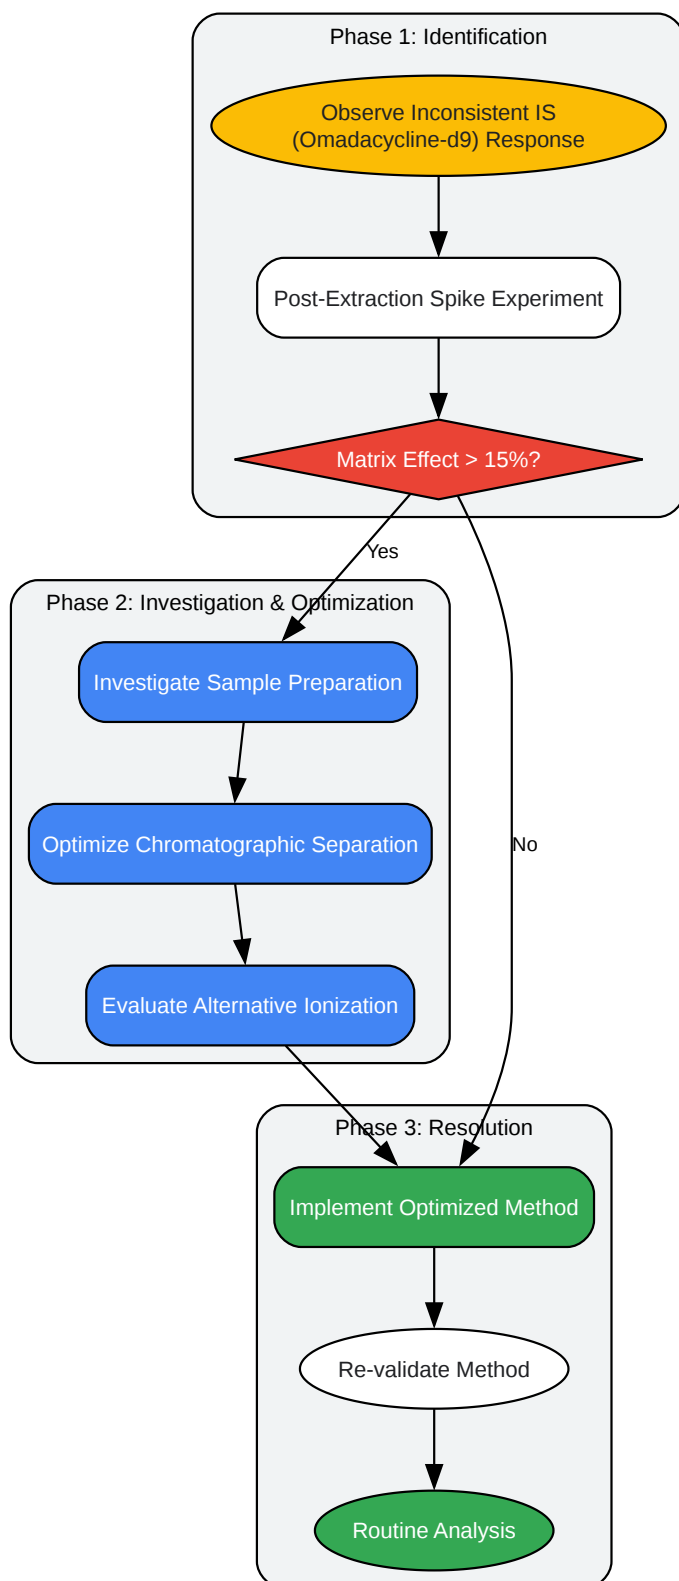 Phase 1: Identification
Observe Inconsistent IS
(Omadacycline-d9) Response
Post-Extraction Spike Experiment
Matrix Effect > 15%?
Yes
Phase 2: Investigation & Optimization
Investigate Sample Preparation
Optimize Chromatographic Separation
No
Evaluate Alternative Ionization
Phase 3: Resolution
Implement Optimized Method
Re-validate Method
Routine Analysis